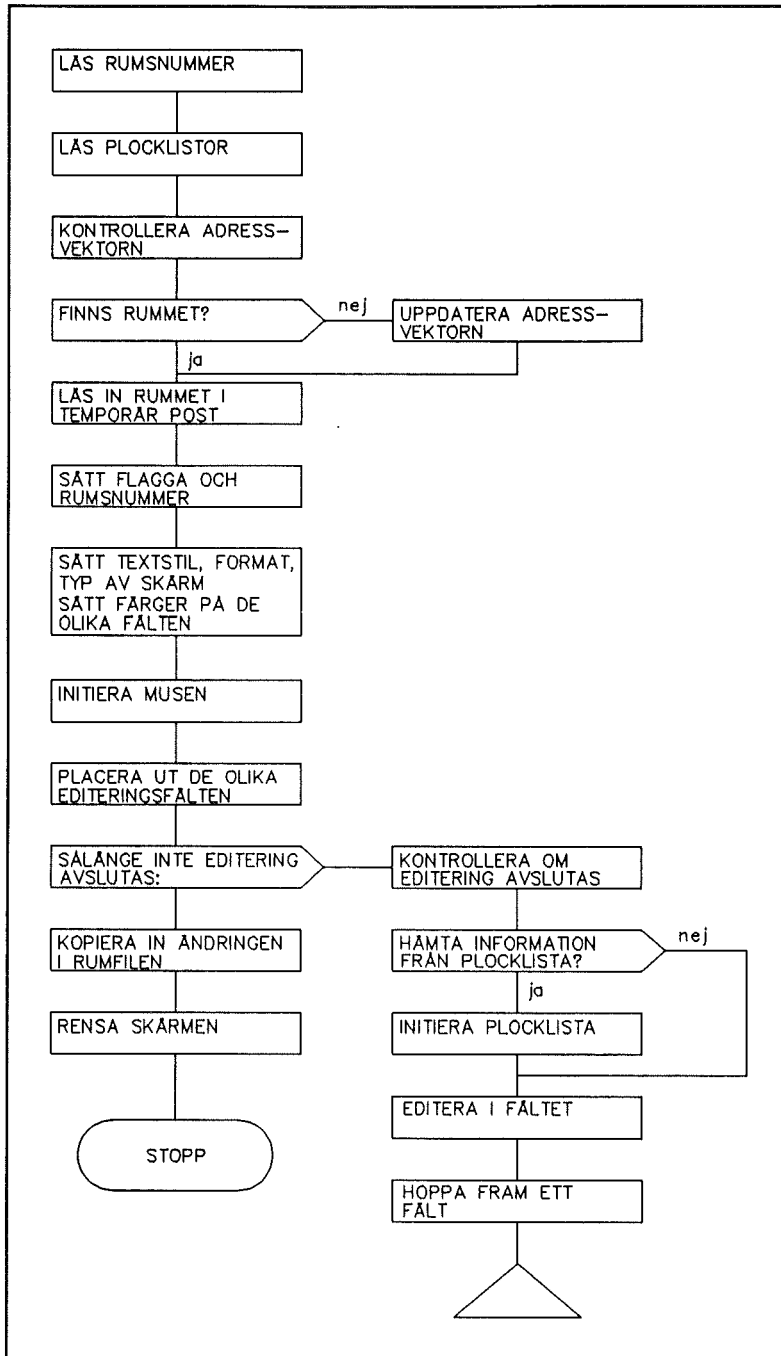 LÄS RUMSNUMMER
LÄS PLOCKLISTOR
KONTROLLERA ADRESS-
VEKTORN
FINNS RUMMET?
nej
UPPDATERA ADRESS-
VEKTORN
ja
LÄS IN RUMMET I
TEMPORÄR POST
SÄTT FLAGGA OCH
RUMSNUMMER
SÄTT TEXTSTIL, FORMAT,
TYP AV SKÄRM
SÄTT FÄRGER PÅ DE
OLIKA FÄLTEN
INITIERA MUSEN
PLACERA UT DE OLIKA
EDITERINGSFÄLTEN
SÅLÄNGE INTE EDITERING
AVSLUTAS:
KONTROLLERA OM
EDITERING AVSLUTAS
KOPIERA IN ÄNDRINGEN
I RUMFILEN
HÄMTA INFORMATION
FRÅN PLOCKLISTA?
nej
ja
RENSA SKÄRMEN
INITIERA PLOCKLISTA
EDITERA I FÄLTET
STOPP
HOPPA FRAM ETT
FÄLT